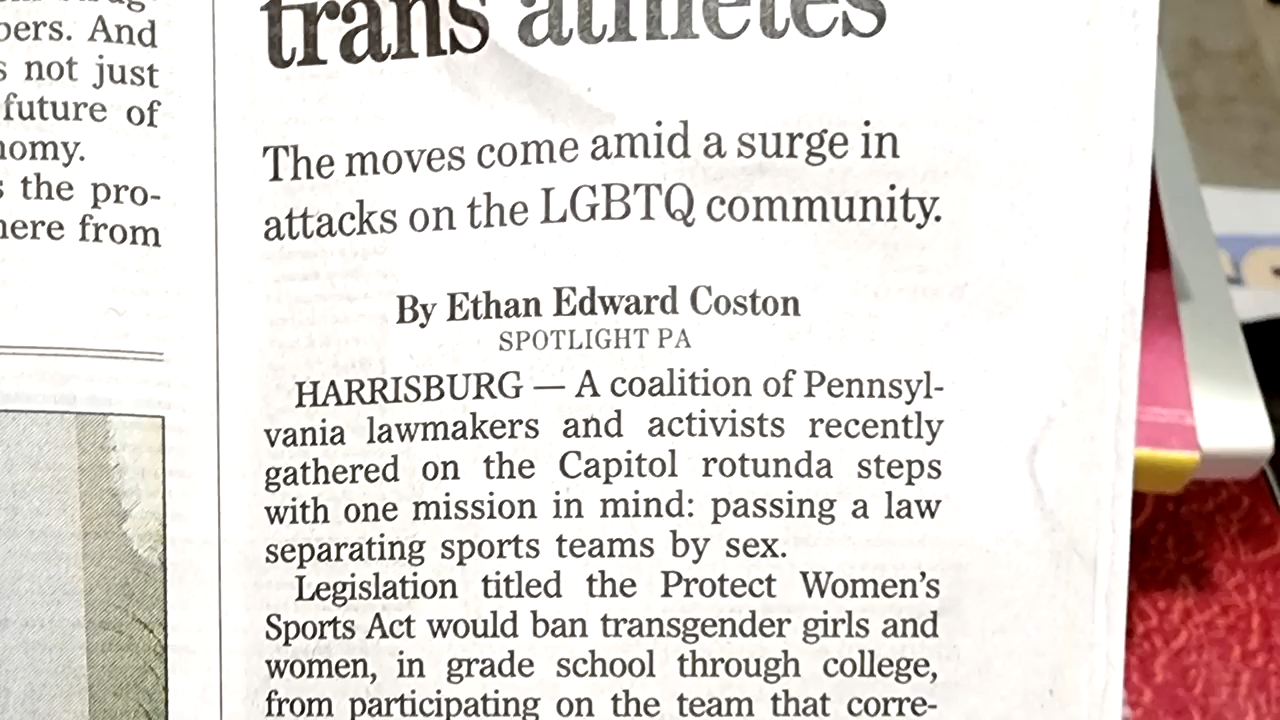 pers. And
not just
future of
the pro-
from
trans athletes
The moves come amid a surge in
attacks on the LGBTQ community.
By Ethan Edward Coston
SPOTLIGHT PA
HARRISBURG — A coalition of Pennsyl-
vania lawmakers and activists recently
gathered on the Capitol rotunda steps
with one mission in mind: passing a law
separating sports teams by sex.
Legislation titled the Protect Women's
Sports Act would ban transgender girls and
women, in grade school through college,
from participating on the team that corre-